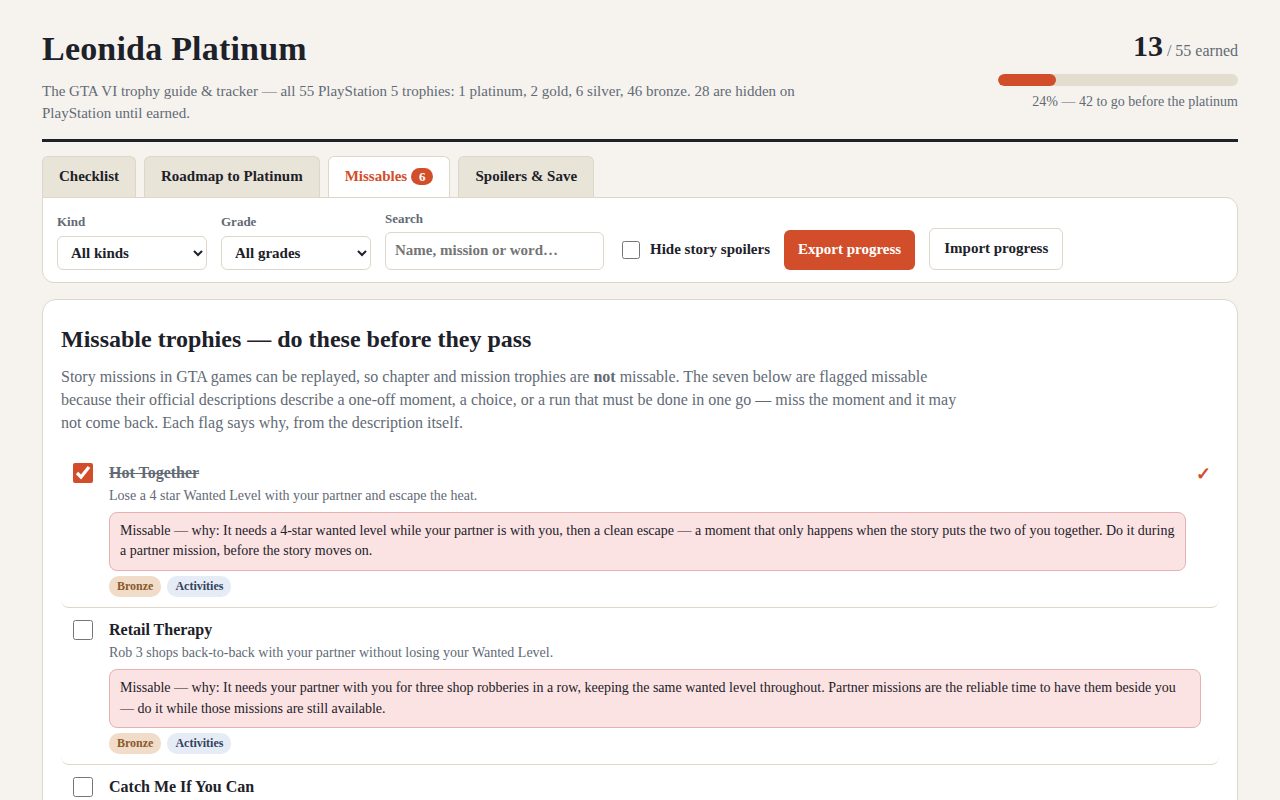 Leonida Platinum
13 / 55 earned
The GTA VI trophy guide & tracker — all 55 PlayStation 5 trophies: 1 platinum, 2 gold, 6 silver, 46 bronze. 28 are hidden on
PlayStation until earned.
24% — 42 to go before the platinum
Checklist
Roadmap to Platinum
Missables 6
Spoilers & Save
Kind
Grade
Search
All kinds
All grades
Name, mission or word…
Hide story spoilers
Export progress
Import progress
Missable trophies — do these before they pass
Story missions in GTA games can be replayed, so chapter and mission trophies are not missable. The seven below are flagged missable
because their official descriptions describe a one-off moment, a choice, or a run that must be done in one go — miss the moment and it may
not come back. Each flag says why, from the description itself.
Hot Together ✓
Lose a 4 star Wanted Level with your partner and escape the heat.
Missable — why: It needs a 4-star wanted level while your partner is with you, then a clean escape — a moment that only happens when the story puts the two of you together. Do it during
a partner mission, before the story moves on.
Bronze Activities
Retail Therapy
Rob 3 shops back-to-back with your partner without losing your Wanted Level.
Missable — why: It needs your partner with you for three shop robberies in a row, keeping the same wanted level throughout. Partner missions are the reliable time to have them beside you
— do it while those missions are still available.
Bronze Activities
Catch Me If You Can